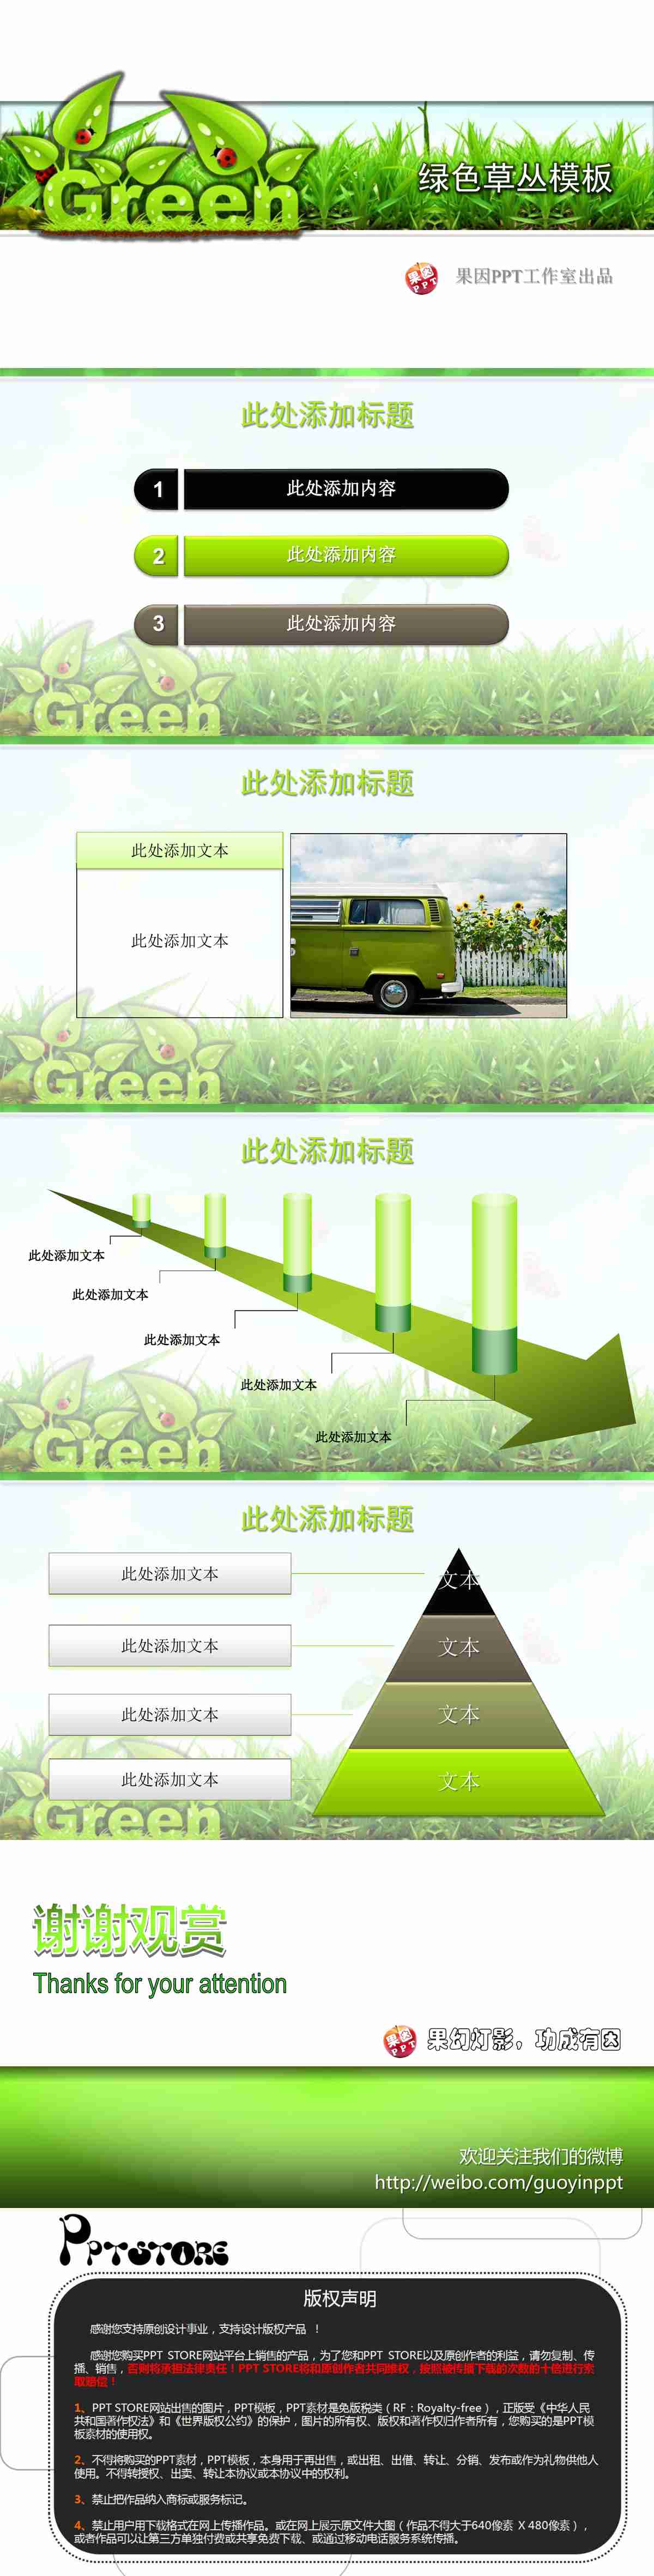 Green
绿色草丛模板
果因PPT
果因PPT工作室出品
此处添加标题
1 此处添加内容
2 此处添加内容
3 此处添加内容
Green
此处添加标题
此处添加文本
此处添加文本
Green
此处添加标题
此处添加文本
此处添加文本
此处添加文本
此处添加文本
此处添加文本
Green
此处添加标题
此处添加文本
文本
此处添加文本
文本
此处添加文本
文本
此处添加文本
文本
Green
谢谢观赏
Thanks for your attention
果因PPT
果幻灯影，功成有因
欢迎关注我们的微博
http://weibo.com/guoyinppt
PPTSTORE
版权声明
感谢您支持原创设计事业，支持设计版权产品 ！
感谢您购买PPT STORE网站平台上销售的产品，为了您和PPT STORE以及原创作者的利益，请勿复制、传
播、销售，否则将承担法律责任！PPT STORE将和原创作者共同维权，按照被传播下载的次数的十倍进行索
取赔偿！
1、PPT STORE网站出售的图片，PPT模板，PPT素材是免版税类（RF：Royalty-free），正版受《中华人民
共和国著作权法》和《世界版权公约》的保护，图片的所有权、版权和著作权归作者所有，您购买的是PPT模
板素材的使用权。
2、不得将购买的PPT素材，PPT模板，本身用于再出售，或出租、出借、转让、分销、发布或作为礼物供他人
使用。不得转授权、出卖、转让本协议或本协议中的权利。
3、禁止把作品纳入商标或服务标记。
4、禁止用户用下载格式在网上传播作品。或在网上展示原文件大图（作品不得大于640像素 X 480像素），
或者作品可以让第三方单独付费或共享免费下载、或通过移动电话服务系统传播。